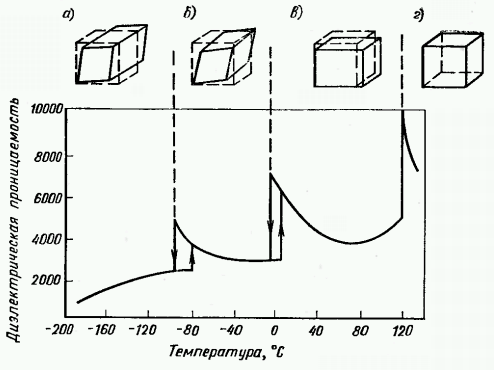 а) б) в) г)
Диэлектрическая проницаемость
10000
8000
6000
4000
2000
-200 -160 -120 -80 -40 0 40 80 120
Температура, °С